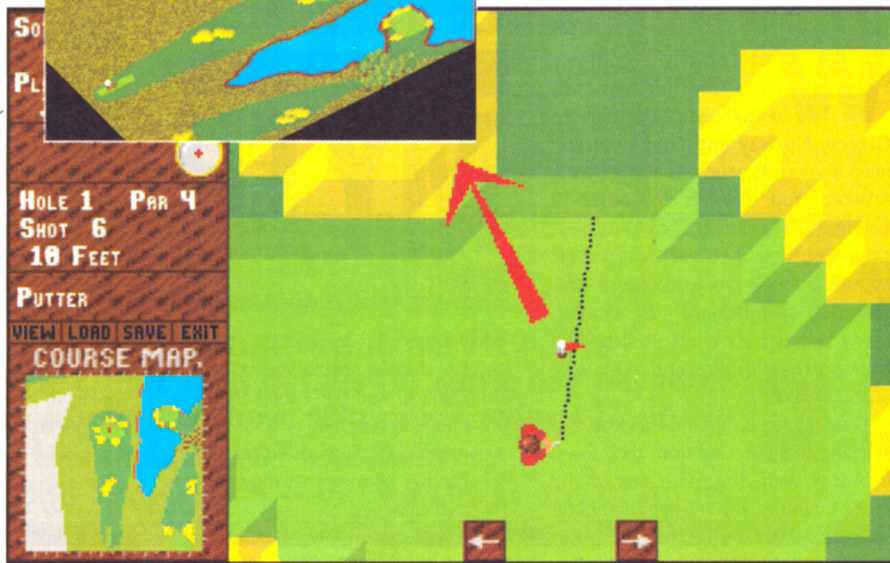 HOLE 1 PAR 4
SHOT 6
10 FEET
PUTTER
VIEW LOAD SAVE EXIT
COURSE MAP.